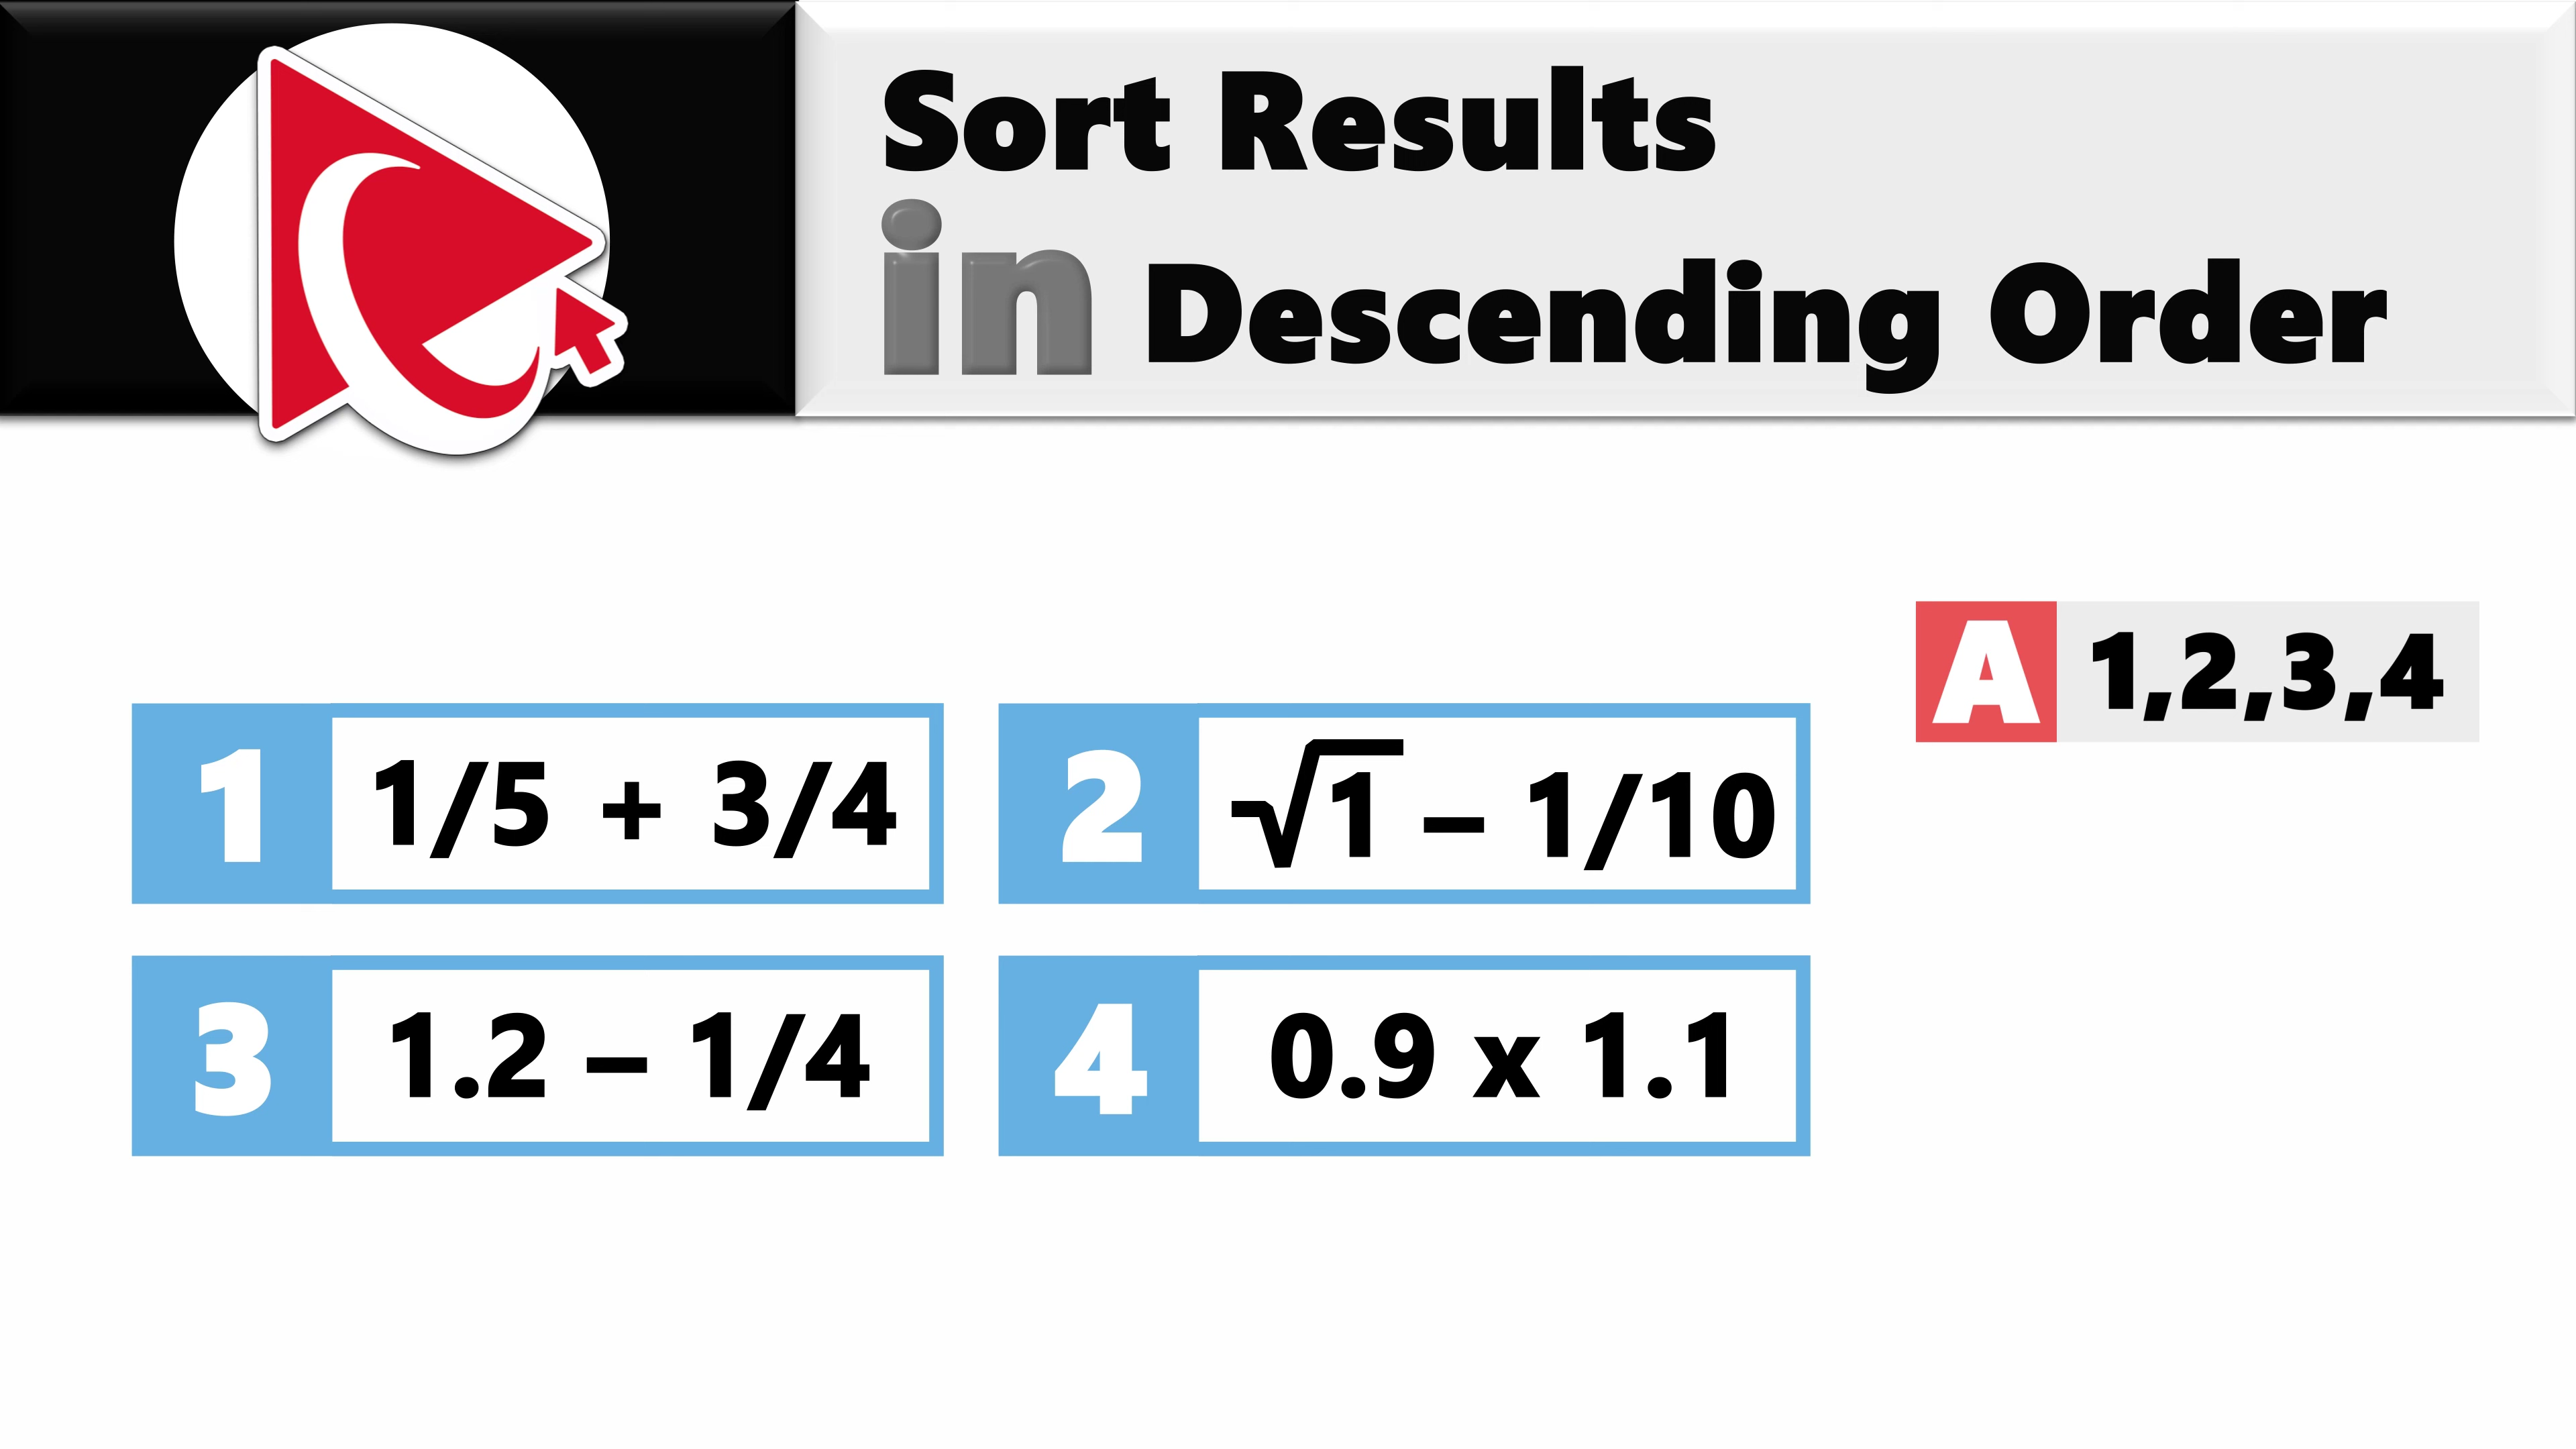 Sort Results
in Descending Order
A 1,2,3,4
1 1/5 + 3/4
2 √1 – 1/10
3 1.2 – 1/4
4 0.9 x 1.1